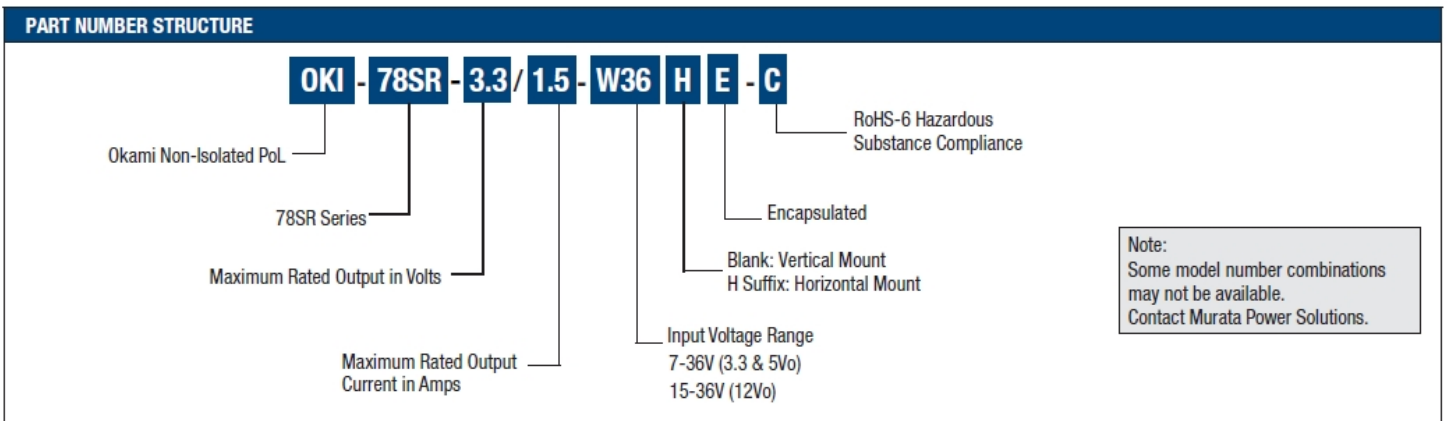 PART NUMBER STRUCTURE
OKI - 78SR - 3.3 / 1.5 - W36 H E - C
RoHS-6 Hazardous
Substance Compliance
Okami Non-Isolated PoL
78SR Series
Encapsulated
Maximum Rated Output in Volts
Blank: Vertical Mount
H Suffix: Horizontal Mount
Note:
Some model number combinations
may not be available.
Contact Murata Power Solutions.
Maximum Rated Output
Current in Amps
Input Voltage Range
7-36V (3.3 & 5Vo)
15-36V (12Vo)